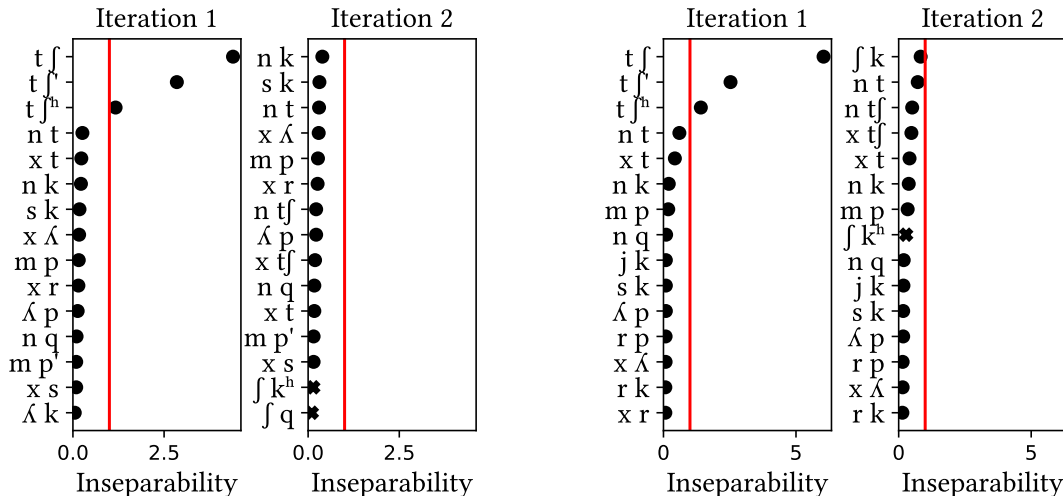 Iteration 1
t ʃ
t ʃ'
t ʃʰ
n t
x t
n k
s k
x ʎ
m p
x r
ʎ p
n q
m p'
x s
ʎ k
0.0
2.5
Inseparability
Iteration 2
n k
s k
n t
x ʎ
m p
x r
n tʃ
ʎ p
x tʃ
n q
x t
m p'
x s
ʃ kʰ
ʃ q
0.0
2.5
Inseparability
Iteration 1
t ʃ
t ʃ'
t ʃʰ
n t
x t
n k
m p
n q
j k
s k
ʎ p
r p
x ʎ
r k
x r
0
5
Inseparability
Iteration 2
ʃ k
n t
n tʃ
x tʃ
x t
n k
m p
ʃ kʰ
n q
j k
s k
ʎ p
r p
x ʎ
r k
0
5
Inseparability